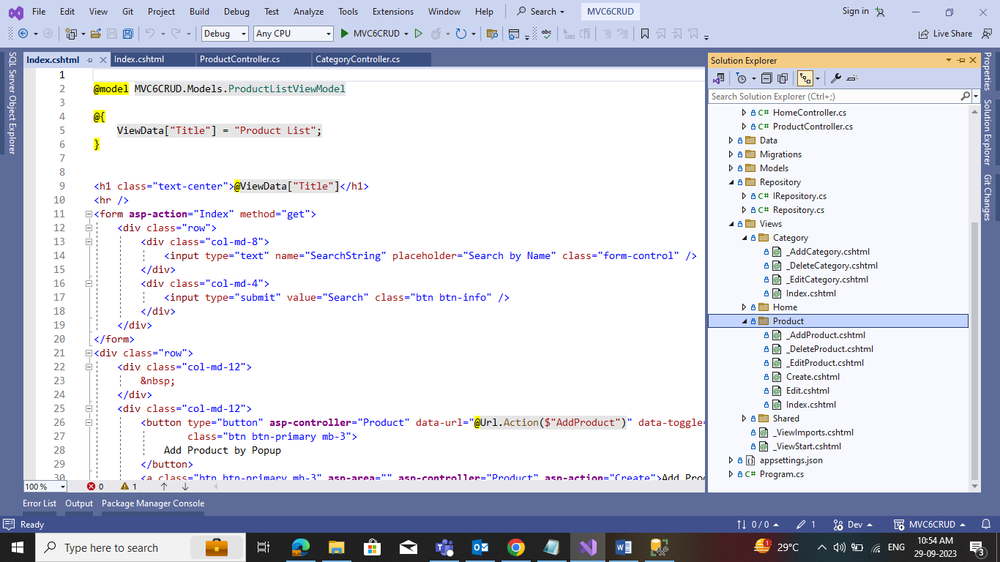 File Edit View Git Project Build Debug Test Analyze Tools Extensions Window Help Search MVC6CRUD Sign in
Debug Any CPU MVC6CRUD Live Share
SQL Server Object Explorer
Index.cshtml Index.cshtml ProductController.cs CategoryController.cs
1
2 @model MVC6CRUD.Models.ProductListViewModel
3
4 @{
5 ViewData["Title"] = "Product List";
6 }
7
8
9 <h1 class="text-center">@ViewData["Title"]</h1>
10 <hr />
11 <form asp-action="Index" method="get">
12 <div class="row">
13 <div class="col-md-8">
14 <input type="text" name="SearchString" placeholder="Search by Name" class="form-control" />
15 </div>
16 <div class="col-md-4">
17 <input type="submit" value="Search" class="btn btn-info" />
18 </div>
19 </div>
20 </form>
21 <div class="row">
22 <div class="col-md-12">
23 &nbsp;
24 </div>
25 <div class="col-md-12">
26 <button type="button" asp-controller="Product" data-url="@Url.Action($"AddProduct")" data-toggle=
27 class="btn btn-primary mb-3">
28 Add Product by Popup
29 </button>
30 <a class="btn btn-primary mb-3" asp-area="" asp-controller="Product" asp-action="Create">Add Pro
100 % 0 1
Solution Explorer
Search Solution Explorer (Ctrl+;)
C# HomeController.cs
C# ProductController.cs
Data
Migrations
Models
Repository
C# IRepository.cs
C# Repository.cs
Views
Category
_AddCategory.cshtml
_DeleteCategory.cshtml
_EditCategory.cshtml
Index.cshtml
Home
Product
_AddProduct.cshtml
_DeleteProduct.cshtml
_EditProduct.cshtml
Create.cshtml
Edit.cshtml
Index.cshtml
Shared
_ViewImports.cshtml
_ViewStart.cshtml
appsettings.json
C# Program.cs
Properties
Solution Explorer
Git Changes
Error List Output Package Manager Console
Ready 0 / 0 1 Dev MVC6CRUD
Type here to search 1 29°C ENG 10:54 AM
29-09-2023 3